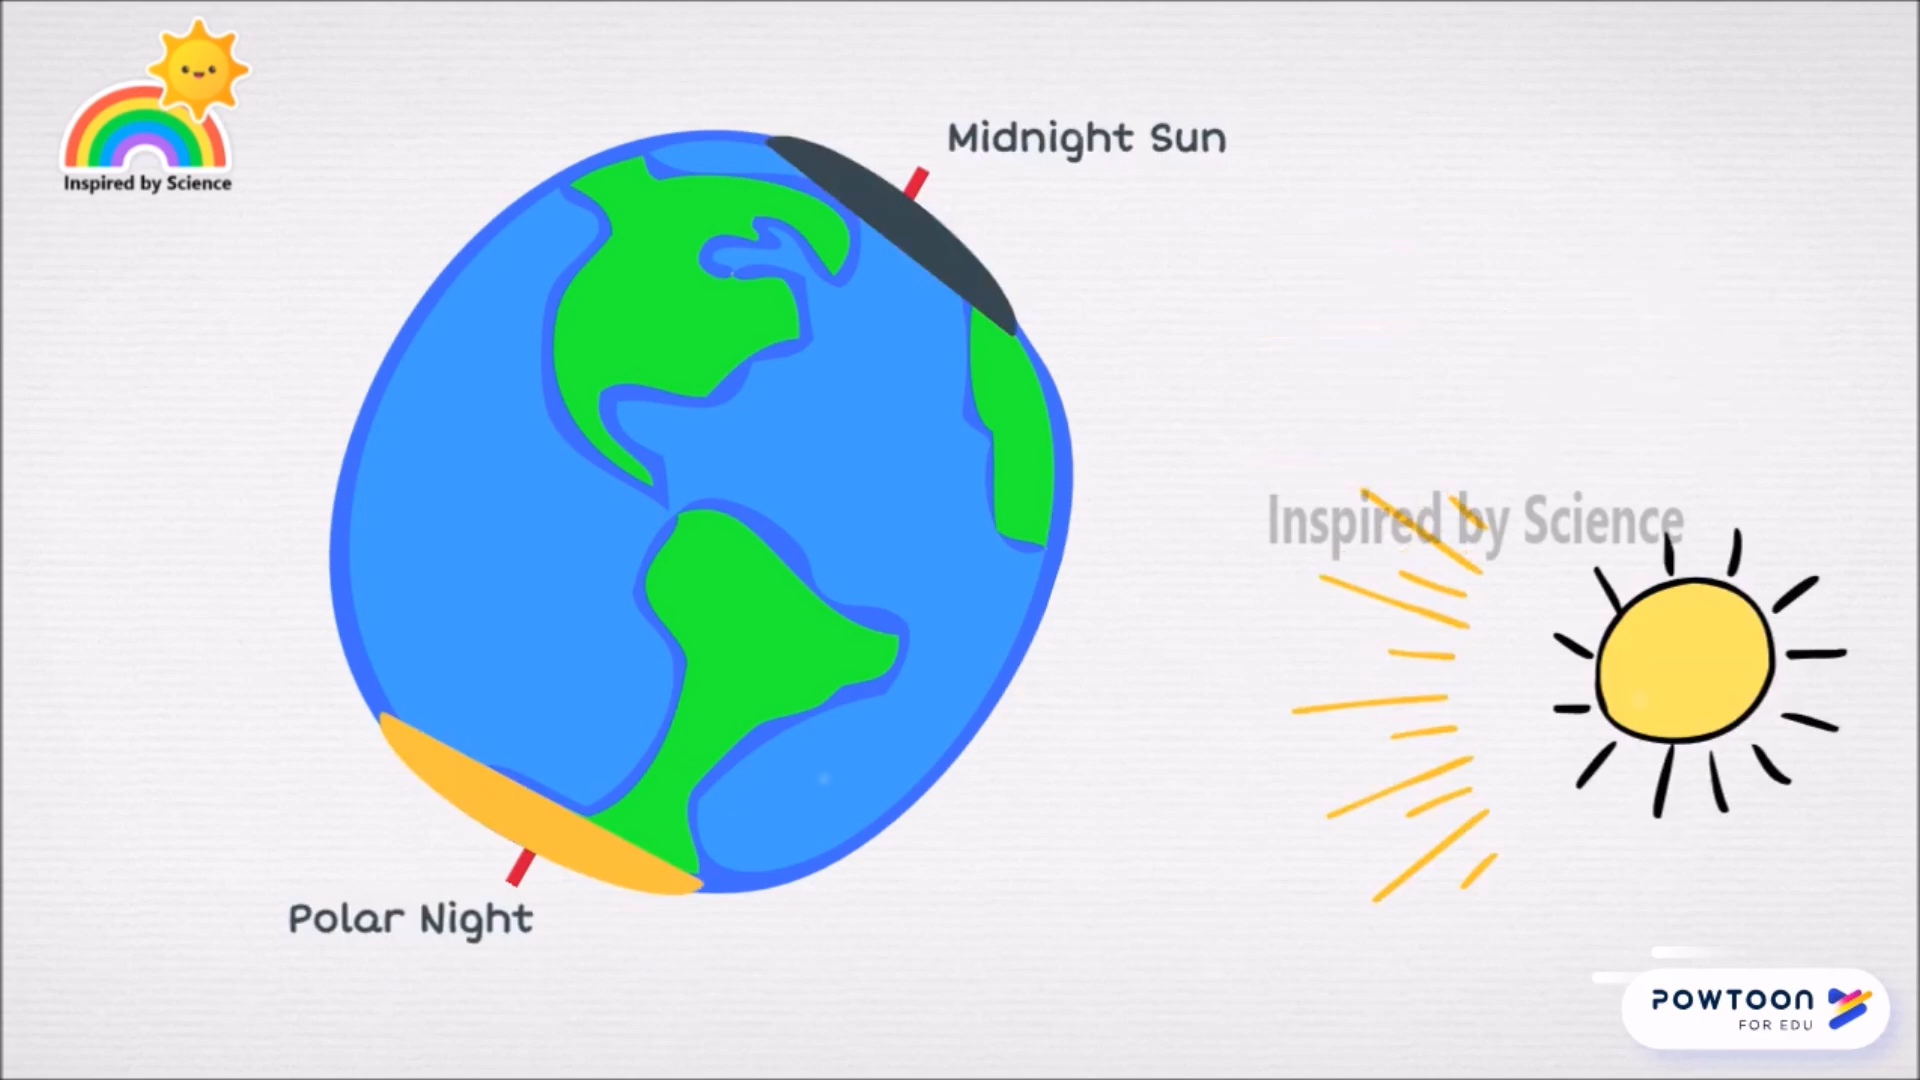 Inspired by Science
Midnight Sun
Inspired by Science
Polar Night
POWTOON
FOR EDU